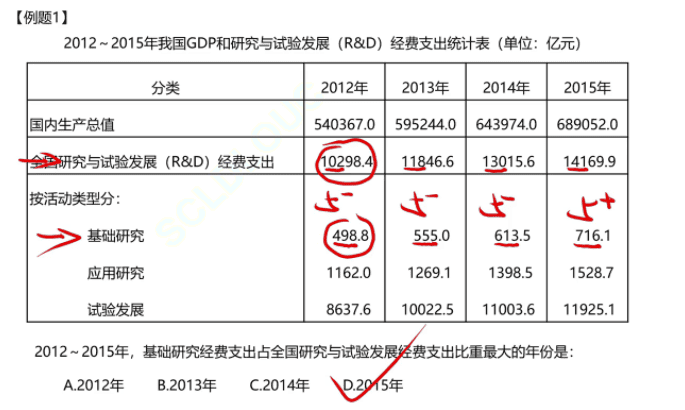 【例题1】
2012～2015年我国GDP和研究与试验发展（R&D）经费支出统计表（单位：亿元）
分类 2012年 2013年 2014年 2015年
国内生产总值 540367.0 595244.0 643974.0 689052.0
全国研究与试验发展（R&D）经费支出 10298.4 11846.6 13015.6 14169.9
按活动类型分： 5⁻ 5⁻ 5⁻ 5⁺
基础研究 498.8 555.0 613.5 716.1
应用研究 1162.0 1269.1 1398.5 1528.7
试验发展 8637.6 10022.5 11003.6 11925.1
2012～2015年，基础研究经费支出占全国研究与试验发展经费支出比重最大的年份是：
A.2012年 B.2013年 C.2014年 D.2015年